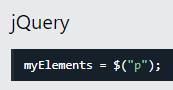 jQuery
myElements = $("p");